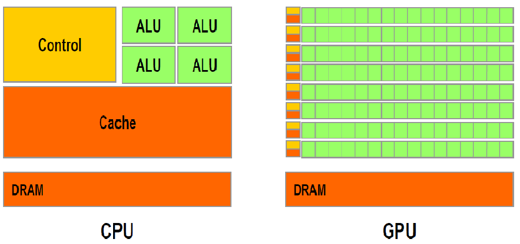 Control
ALU ALU
ALU ALU
Cache
DRAM
CPU
DRAM
GPU